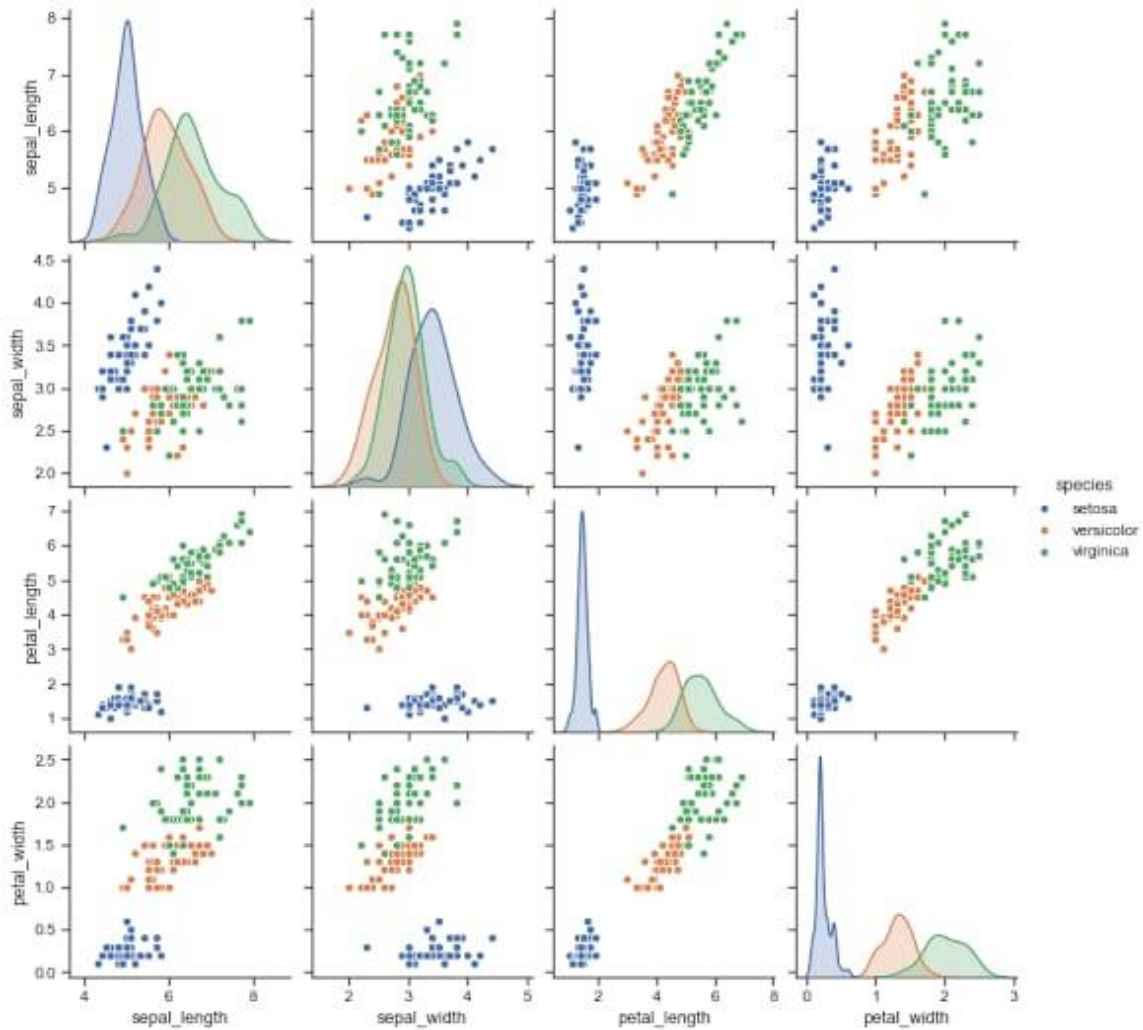 8
7
6
5
sepal_length
4.5
4.0
3.5
3.0
2.5
2.0
sepal_width
species
setosa
versicolor
virginica
7
6
5
4
3
2
1
petal_length
2.5
2.0
1.5
1.0
0.5
0.0
petal_width
4 6 8 2 3 4 5 2 4 6 8 0 1 2 3
sepal_length sepal_width petal_length petal_width